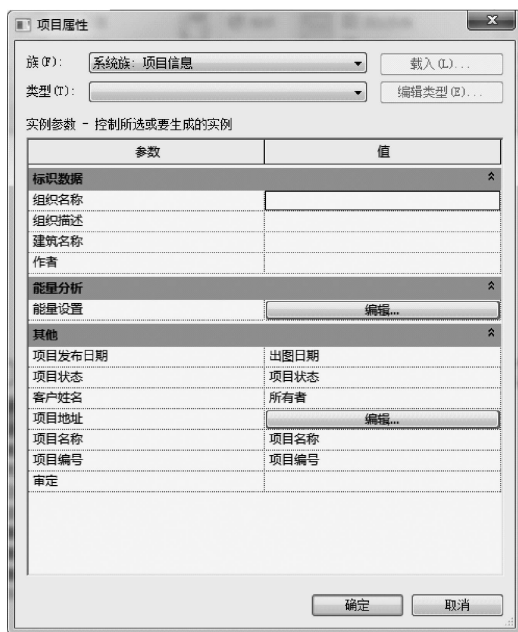 项目属性
族(F): 系统族: 项目信息 载入(L)...
类型(T): 编辑类型(E)...
实例参数 - 控制所选或要生成的实例
参数 值
标识数据
组织名称
组织描述
建筑名称
作者
能量分析
能量设置 编辑...
其他
项目发布日期 出图日期
项目状态 项目状态
客户姓名 所有者
项目地址 编辑...
项目名称 项目名称
项目编号 项目编号
审定
确定 取消